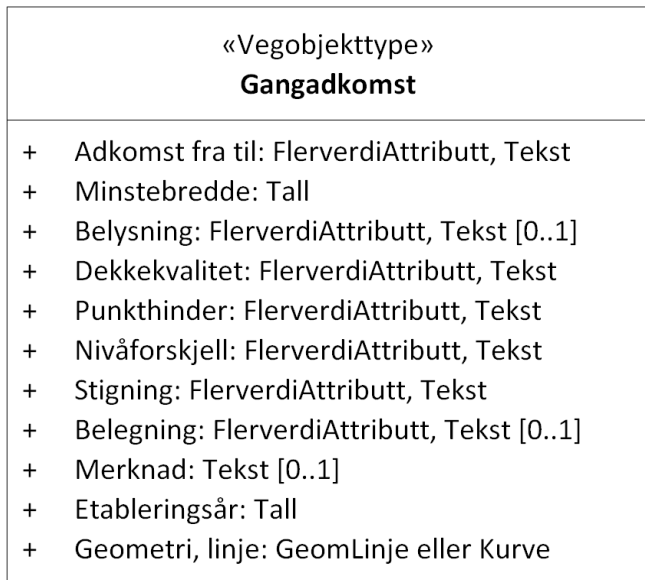 «Vegobjekttype»
Gangadkomst
+ Adkomst fra til: FlerverdiAttributt, Tekst
+ Minstebredde: Tall
+ Belysning: FlerverdiAttributt, Tekst [0..1]
+ Dekkekvalitet: FlerverdiAttributt, Tekst
+ Punkthinder: FlerverdiAttributt, Tekst
+ Nivåforskjell: FlerverdiAttributt, Tekst
+ Stigning: FlerverdiAttributt, Tekst
+ Belegning: FlerverdiAttributt, Tekst [0..1]
+ Merknad: Tekst [0..1]
+ Etableringsår: Tall
+ Geometri, linje: GeomLinje eller Kurve